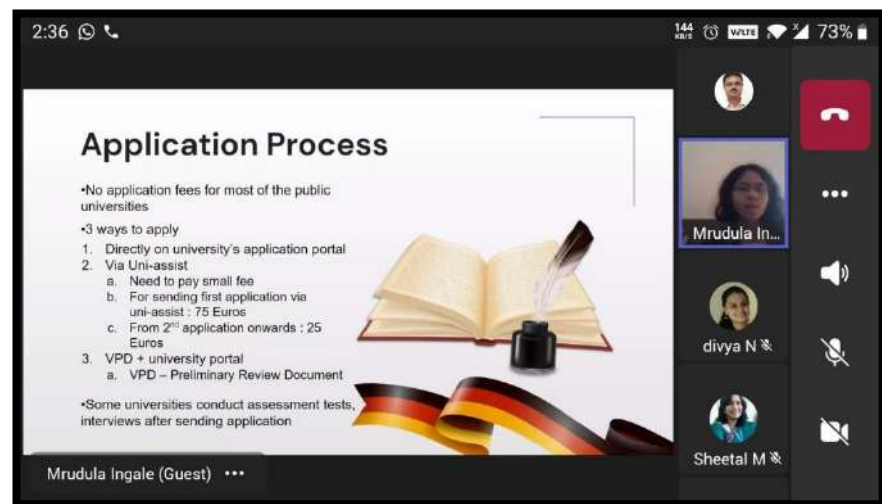 2:36
144 KB/S VoLTE X 73%
Application Process
•No application fees for most of the public
universities
•3 ways to apply
1. Directly on university's application portal
2. Via Uni-assist
a. Need to pay small fee
b. For sending first application via
uni-assist : 75 Euros
c. From 2nd application onwards : 25
Euros
3. VPD + university portal
a. VPD – Preliminary Review Document
•Some universities conduct assessment tests,
interviews after sending application
Mrudula Ingale (Guest) •••
Mrudula In...
divya N
Sheetal M